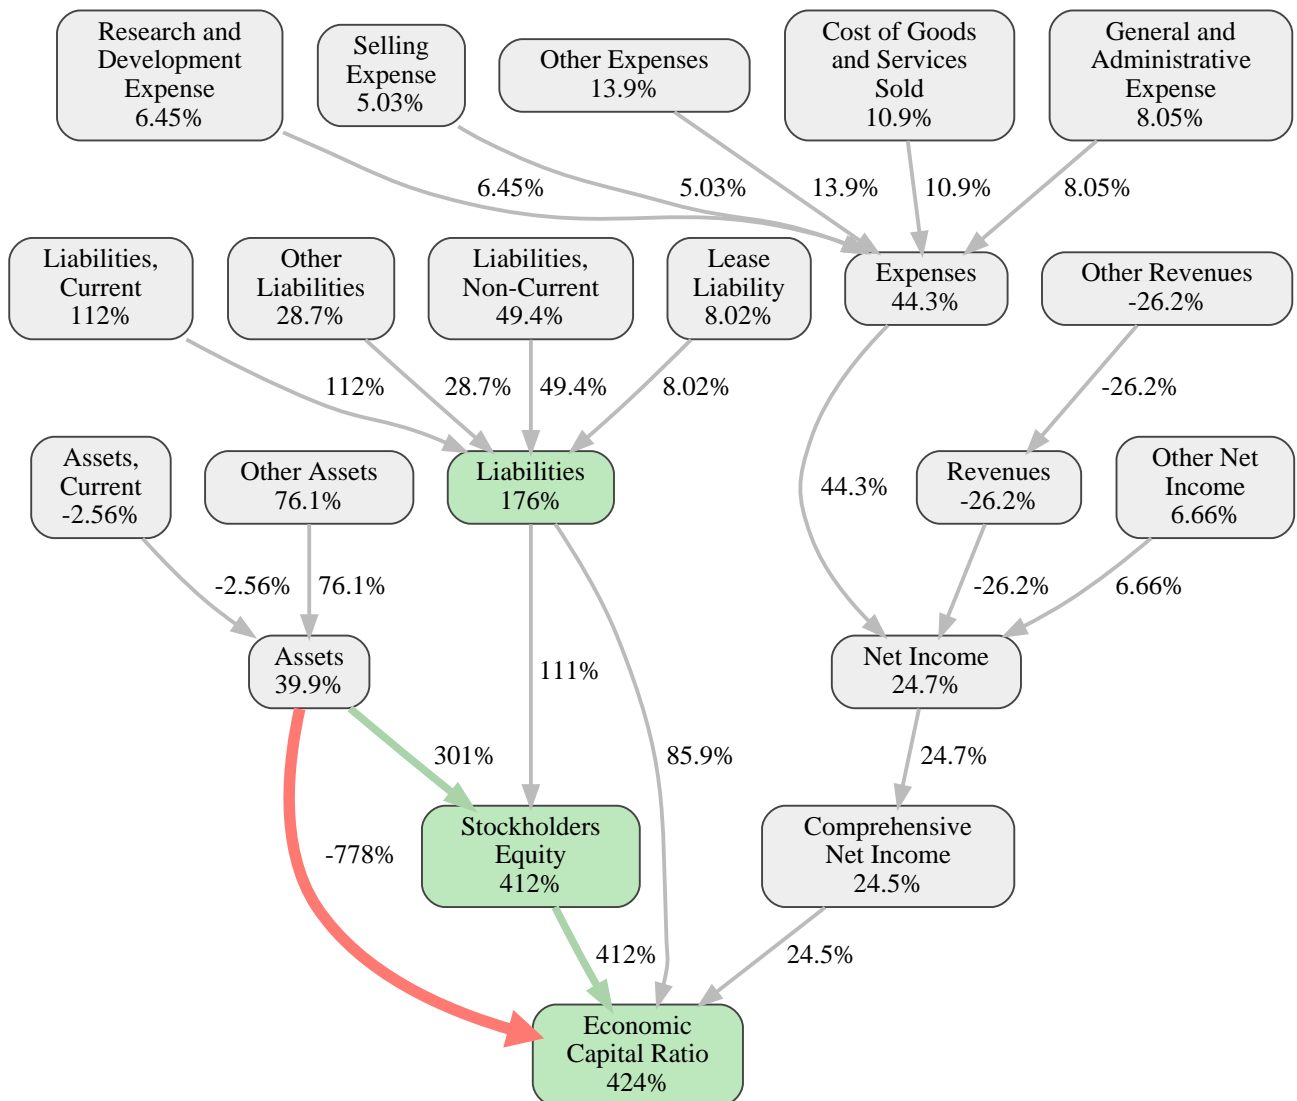 Research and
Development
Expense
6.45%
Selling
Expense
5.03%
Other Expenses
13.9%
Cost of Goods
and Services
Sold
10.9%
General and
Administrative
Expense
8.05%
6.45%
5.03%
13.9%
10.9%
8.05%
Liabilities,
Current
112%
Other
Liabilities
28.7%
Liabilities,
Non-Current
49.4%
Lease
Liability
8.02%
Expenses
44.3%
Other Revenues
-26.2%
112%
28.7%
49.4%
8.02%
-26.2%
Assets,
Current
-2.56%
Other Assets
76.1%
Liabilities
176%
44.3%
Revenues
-26.2%
Other Net
Income
6.66%
-2.56%
76.1%
-26.2%
6.66%
Assets
39.9%
111%
Net Income
24.7%
301%
85.9%
24.7%
-778%
Stockholders
Equity
412%
Comprehensive
Net Income
24.5%
412%
24.5%
Economic
Capital Ratio
424%